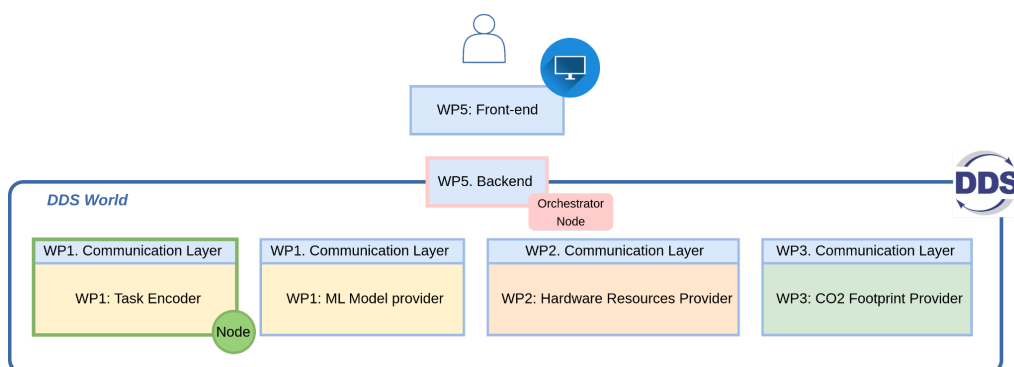 WP5: Front-end
WP5. Backend
DDS
DDS World
Orchestrator
Node
WP1. Communication Layer
WP1. Communication Layer
WP2. Communication Layer
WP3. Communication Layer
WP1: Task Encoder
WP1: ML Model provider
WP2: Hardware Resources Provider
WP3: CO2 Footprint Provider
Node